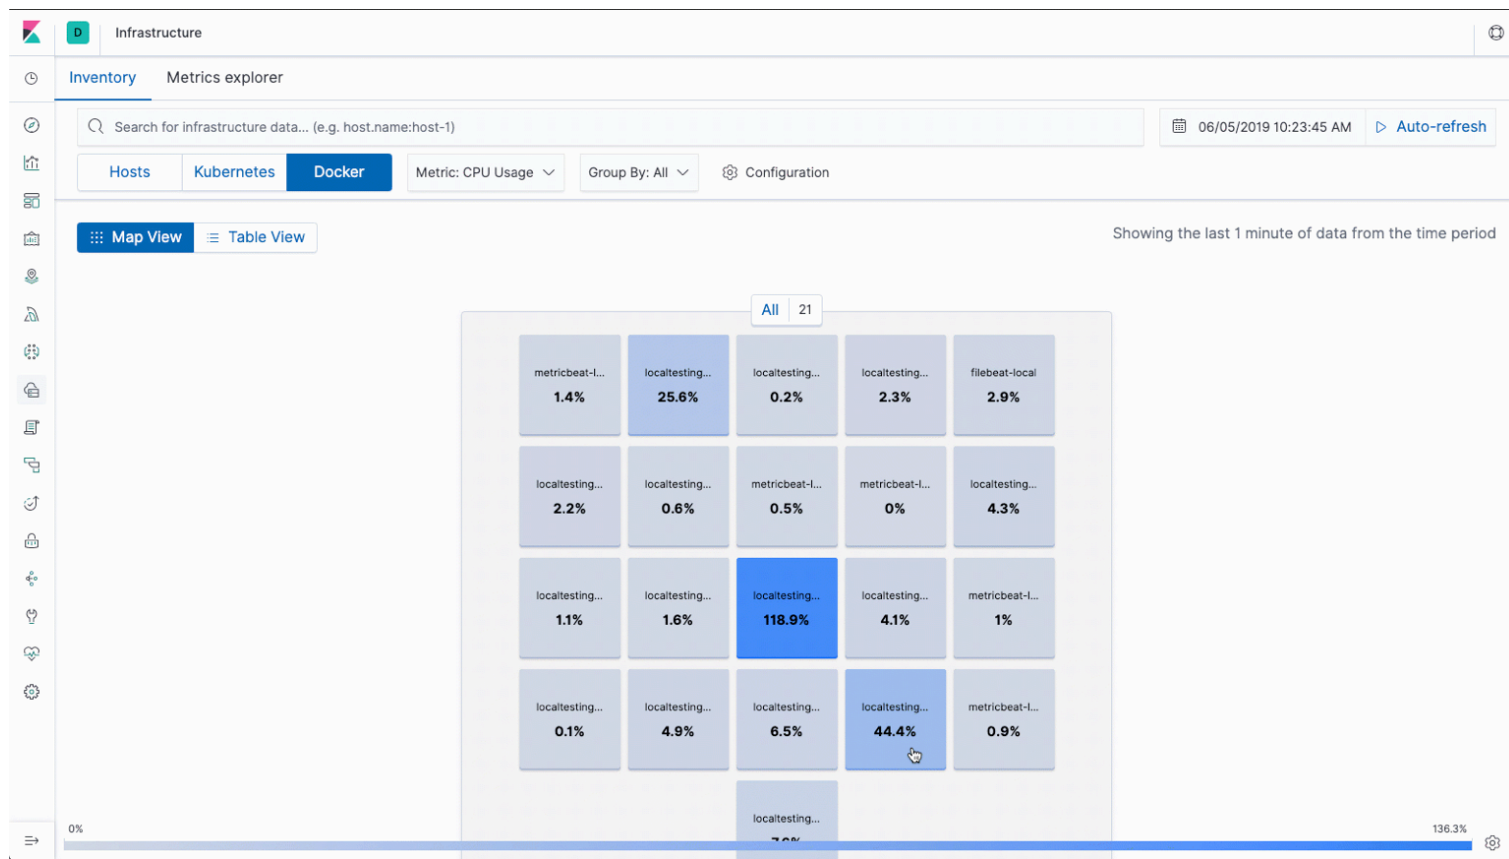 D Infrastructure
Inventory Metrics explorer
Search for infrastructure data... (e.g. host.name:host-1) 06/05/2019 10:23:45 AM Auto-refresh
Hosts Kubernetes Docker Metric: CPU Usage Group By: All Configuration
Map View Table View Showing the last 1 minute of data from the time period
All 21
metricbeat-l... localtesting... localtesting... localtesting... filebeat-local
1.4% 25.6% 0.2% 2.3% 2.9%
localtesting... localtesting... metricbeat-l... metricbeat-l... localtesting...
2.2% 0.6% 0.5% 0% 4.3%
localtesting... localtesting... localtesting... localtesting... metricbeat-l...
1.1% 1.6% 118.9% 4.1% 1%
localtesting... localtesting... localtesting... localtesting... metricbeat-l...
0.1% 4.9% 6.5% 44.4% 0.9%
localtesting...
0% 136.3%